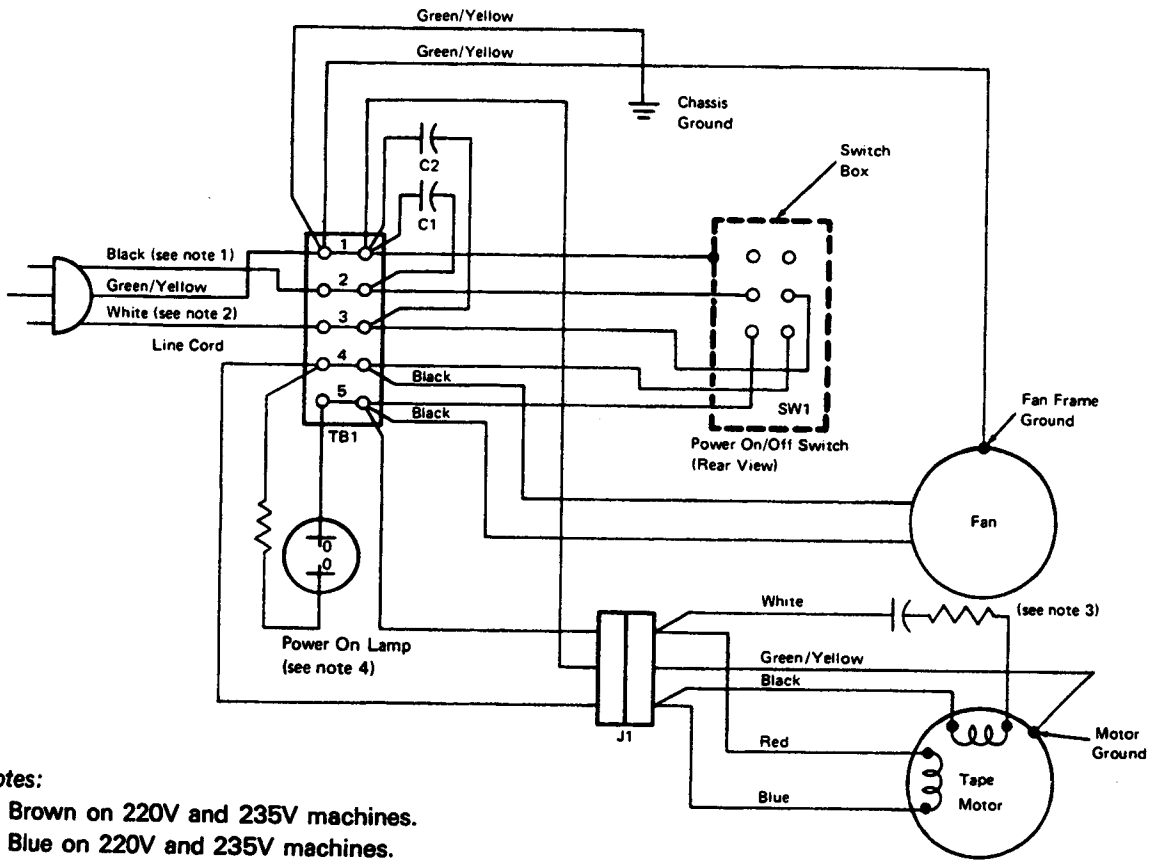 Green/Yellow
Green/Yellow
Chassis
Ground
Switch
Box
C2
C1
1
Black (see note 1)
2
Green/Yellow
White (see note 2)
3
Line Cord
4
Black
5
Black
TB1
SW1
Power On/Off Switch
(Rear View)
Fan Frame
Ground
Fan
0
0
White
(see note 3)
Power On Lamp
(see note 4)
Green/Yellow
Black
J1
Red
Motor
Ground
Tape
Motor
Blue
otes:
Brown on 220V and 235V machines.
Blue on 220V and 235V machines.